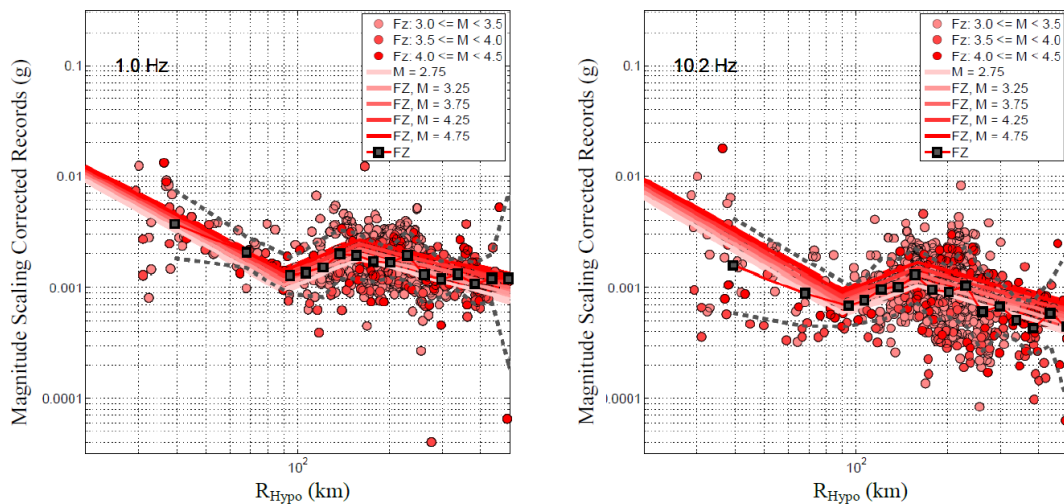 Magnitude Scaling Corrected Records (g)
0.1
0.01
0.001
0.0001
1.0 Hz
Fz: 3.0 <= M < 3.5
Fz: 3.5 <= M < 4.0
Fz: 4.0 <= M < 4.5
M = 2.75
FZ, M = 3.25
FZ, M = 3.75
FZ, M = 4.25
FZ, M = 4.75
FZ
10²
R_Hypo (km)
Magnitude Scaling Corrected Records (g)
0.1
0.01
0.001
0.0001
10.2 Hz
Fz: 3.0 <= M < 3.5
Fz: 3.5 <= M < 4.0
Fz: 4.0 <= M < 4.5
M = 2.75
FZ, M = 3.25
FZ, M = 3.75
FZ, M = 4.25
FZ, M = 4.75
FZ
10²
R_Hypo (km)